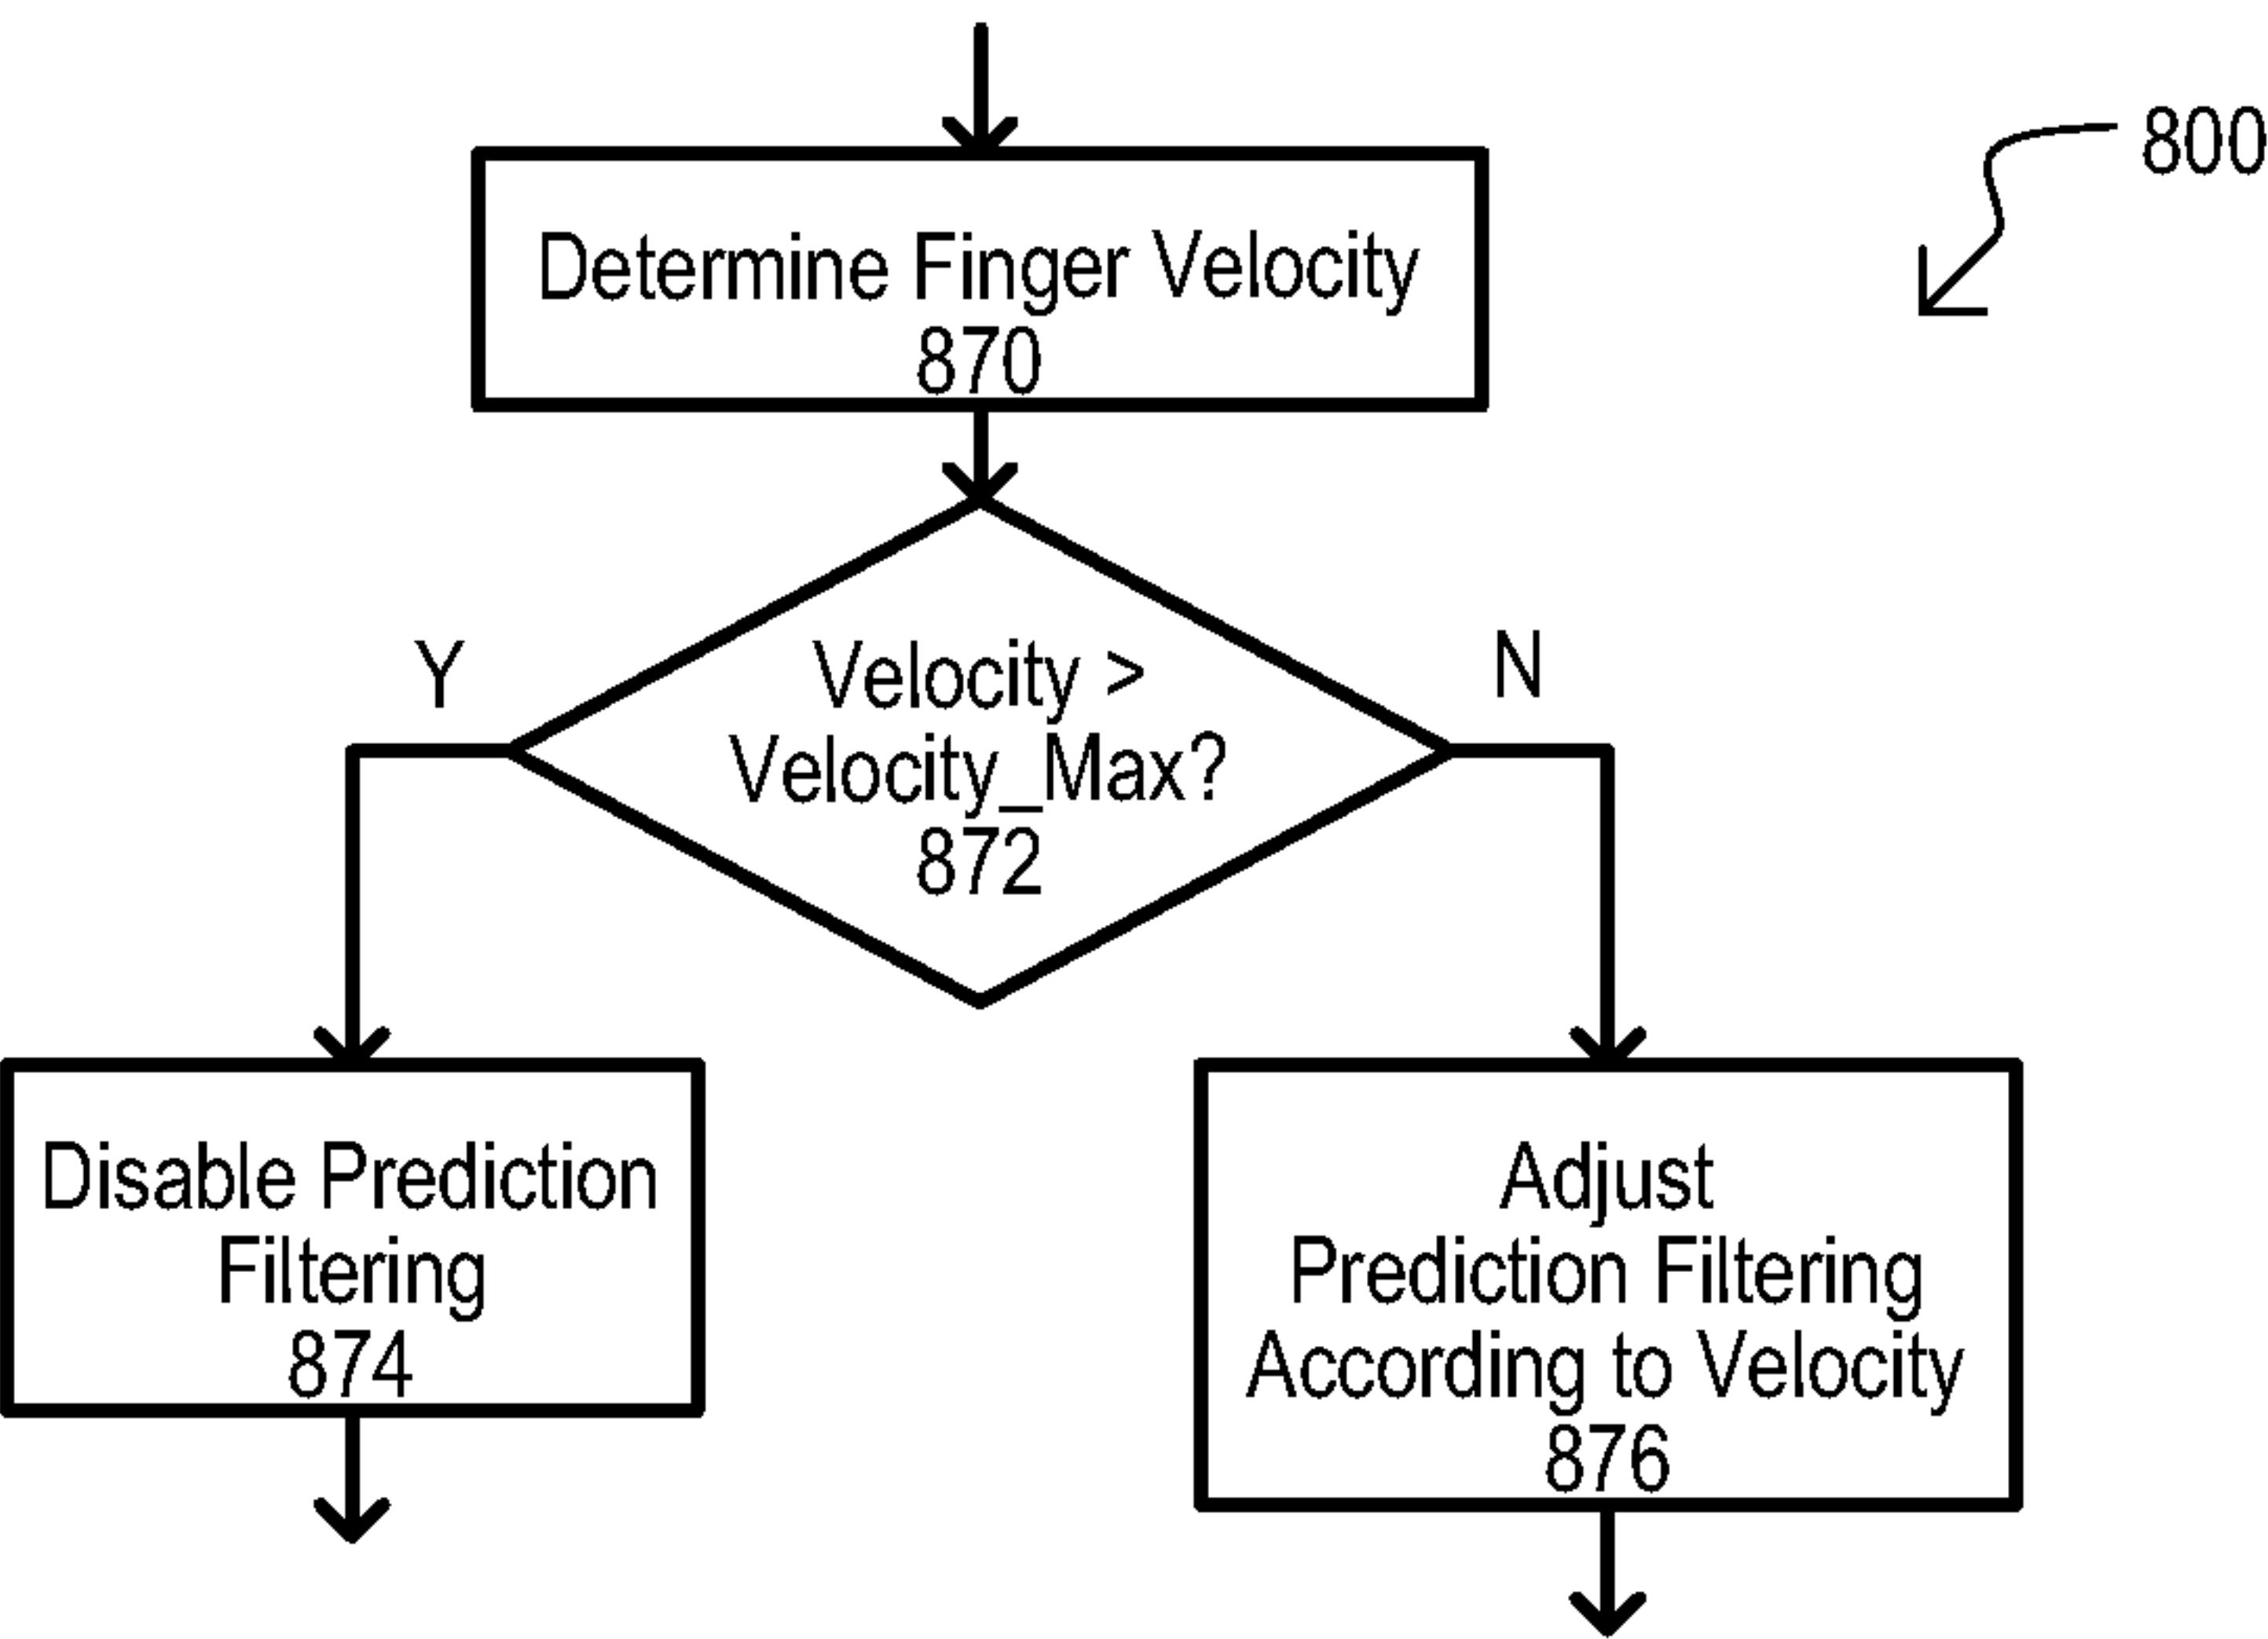 800
Determine Finger Velocity
870
Velocity >
Velocity_Max?
872
Y
N
Disable Prediction
Filtering
874
Adjust
Prediction Filtering
According to Velocity
876